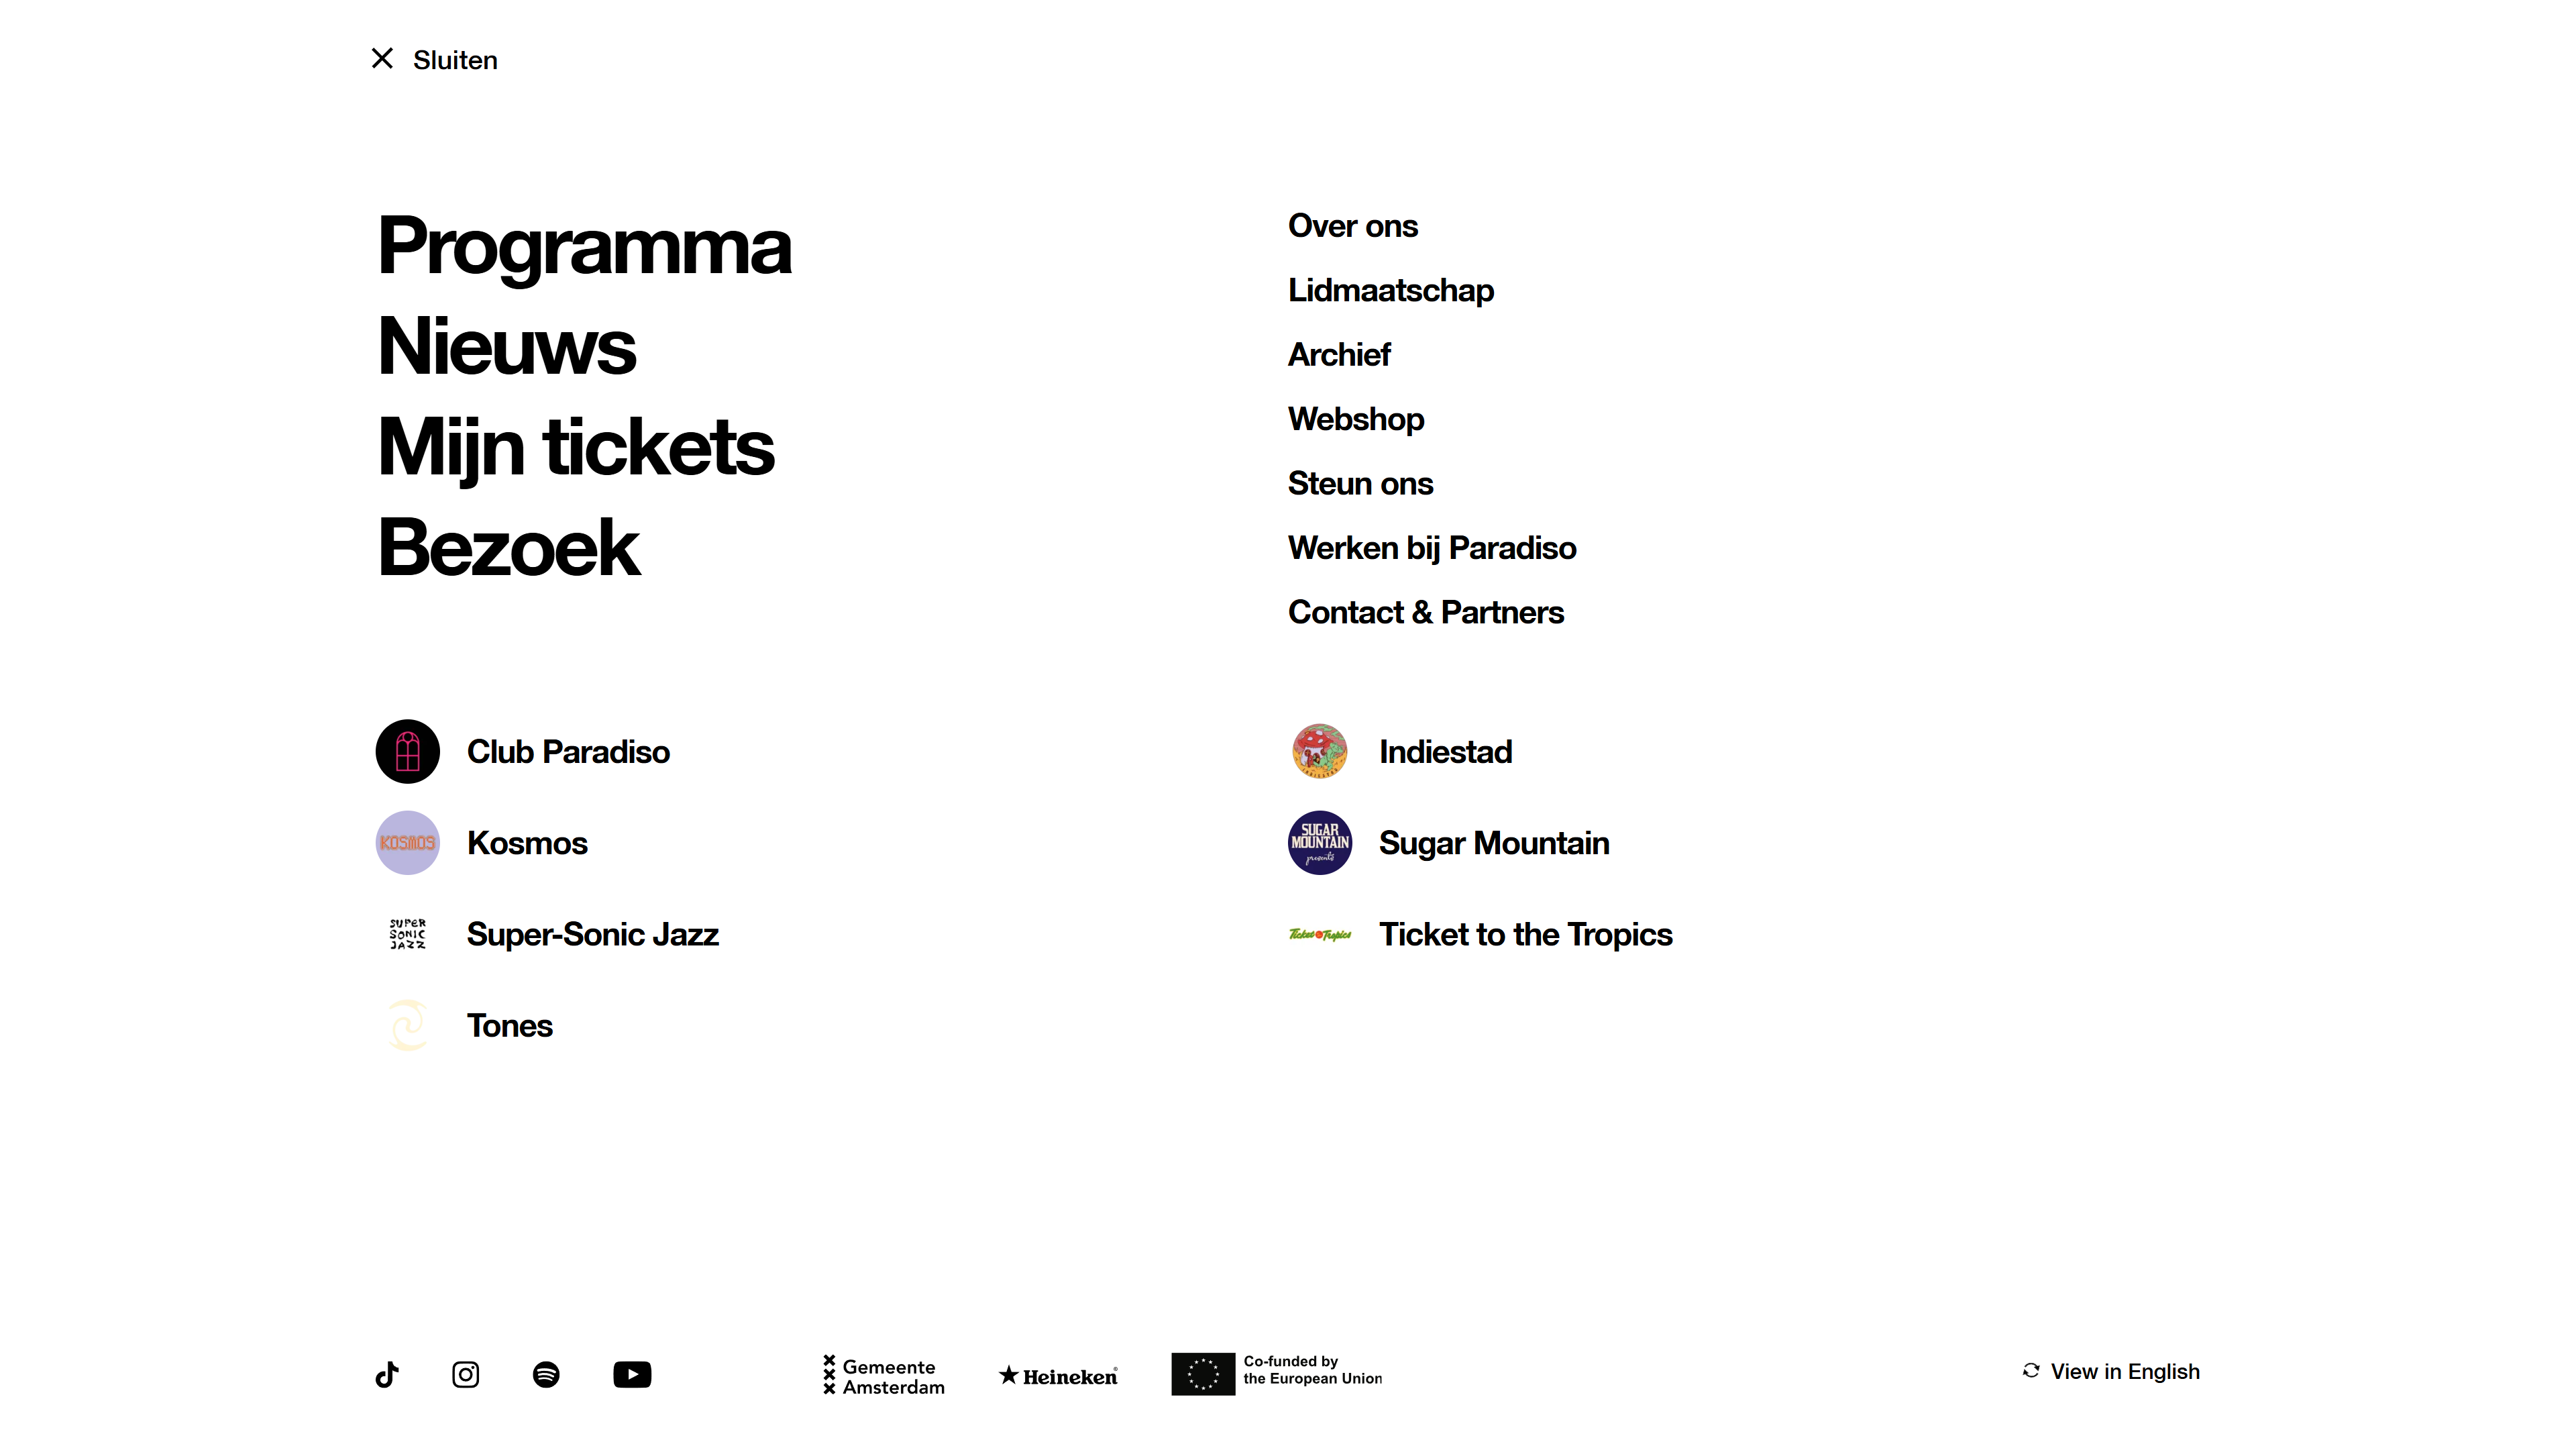 Sluiten
Programma
Nieuws
Mijn tickets
Bezoek
Over ons
Lidmaatschap
Archief
Webshop
Steun ons
Werken bij Paradiso
Contact & Partners
Club Paradiso
KOSMOS
Kosmos
SUPER
SONIC
JAZZ
Super-Sonic Jazz
Tones
INDIESTAD
Indiestad
SUGAR
MOUNTAIN
presents
Sugar Mountain
Ticket to Tropics
Ticket to the Tropics
Gemeente
Amsterdam
Heineken®
Co-funded by
the European Union
View in English